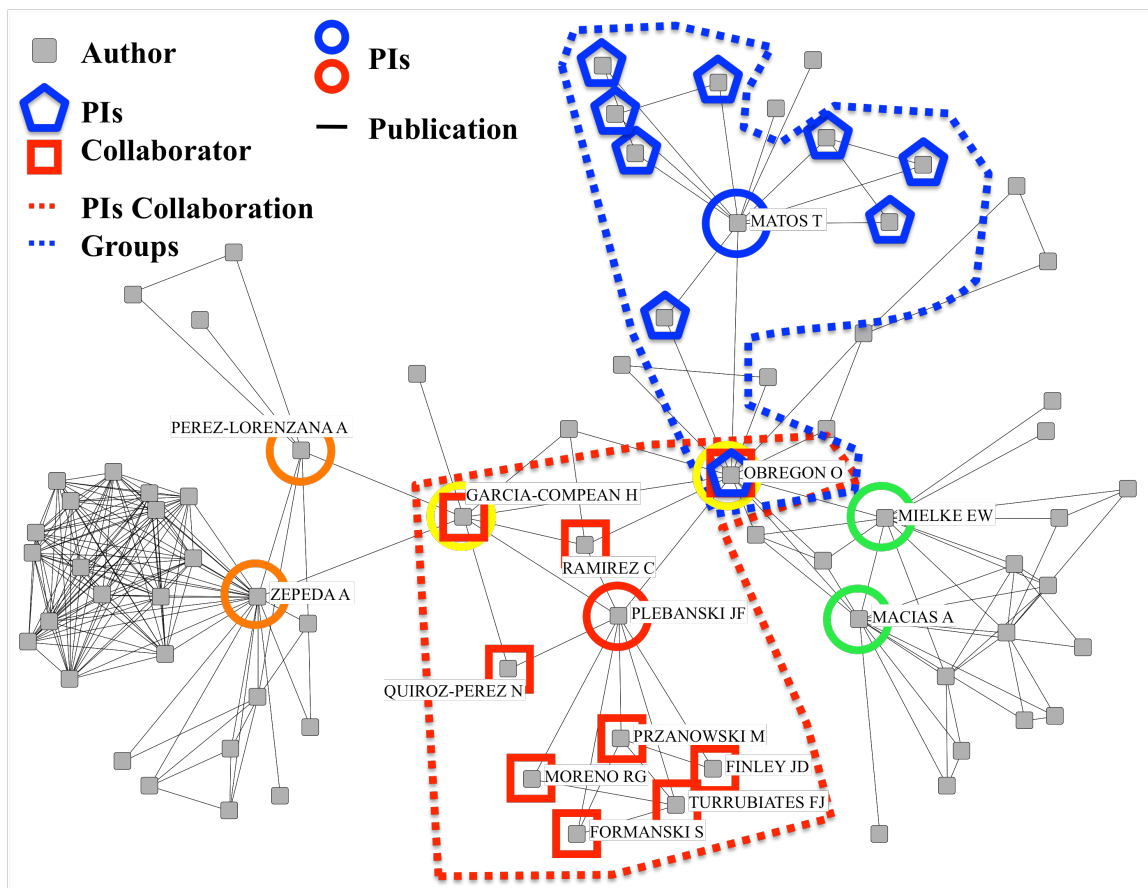 Author
PIs
PIs
Collaborator
Publication
PIs Collaboration
Groups
MATOS T
PEREZ-LORENZANA A
OBREGON O
GARCIA-COMPEAN H
MIELKE EW
RAMIREZ C
ZEPEDA A
PLEBANSKI JF
MACIAS A
QUIROZ-PEREZ N
PRZANOWSKI M
FINLEY JD
MORENO RG
TURRUBIATES FJ
FORMANSKI S